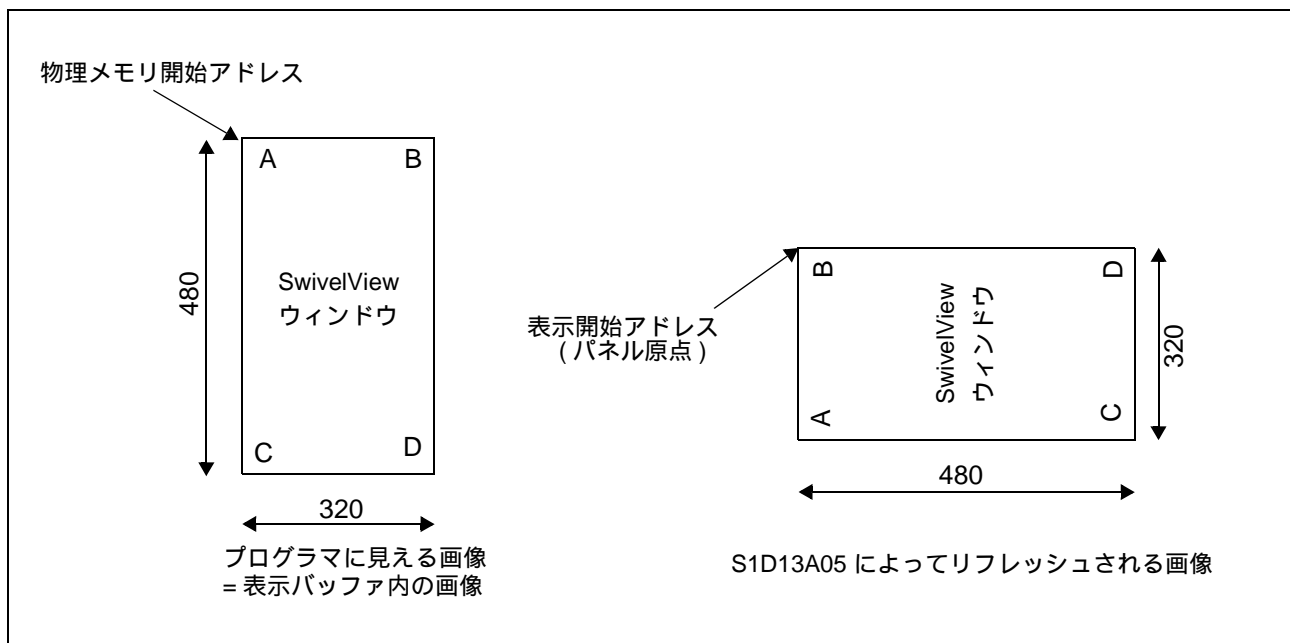 物理メモリ開始アドレス
A B
480
SwivelView
ウィンドウ
C D
320
プログラマに見える画像
= 表示バッファ内の画像
表示開始アドレス
( パネル原点 )
B D
SwivelView
ウィンドウ
A C
320
480
S1D13A05 によってリフレッシュされる画像